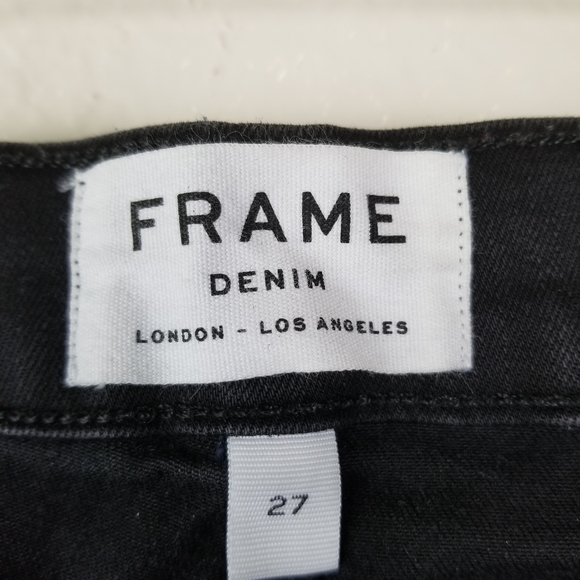 FRAME
DENIM
LONDON - LOS ANGELES
27